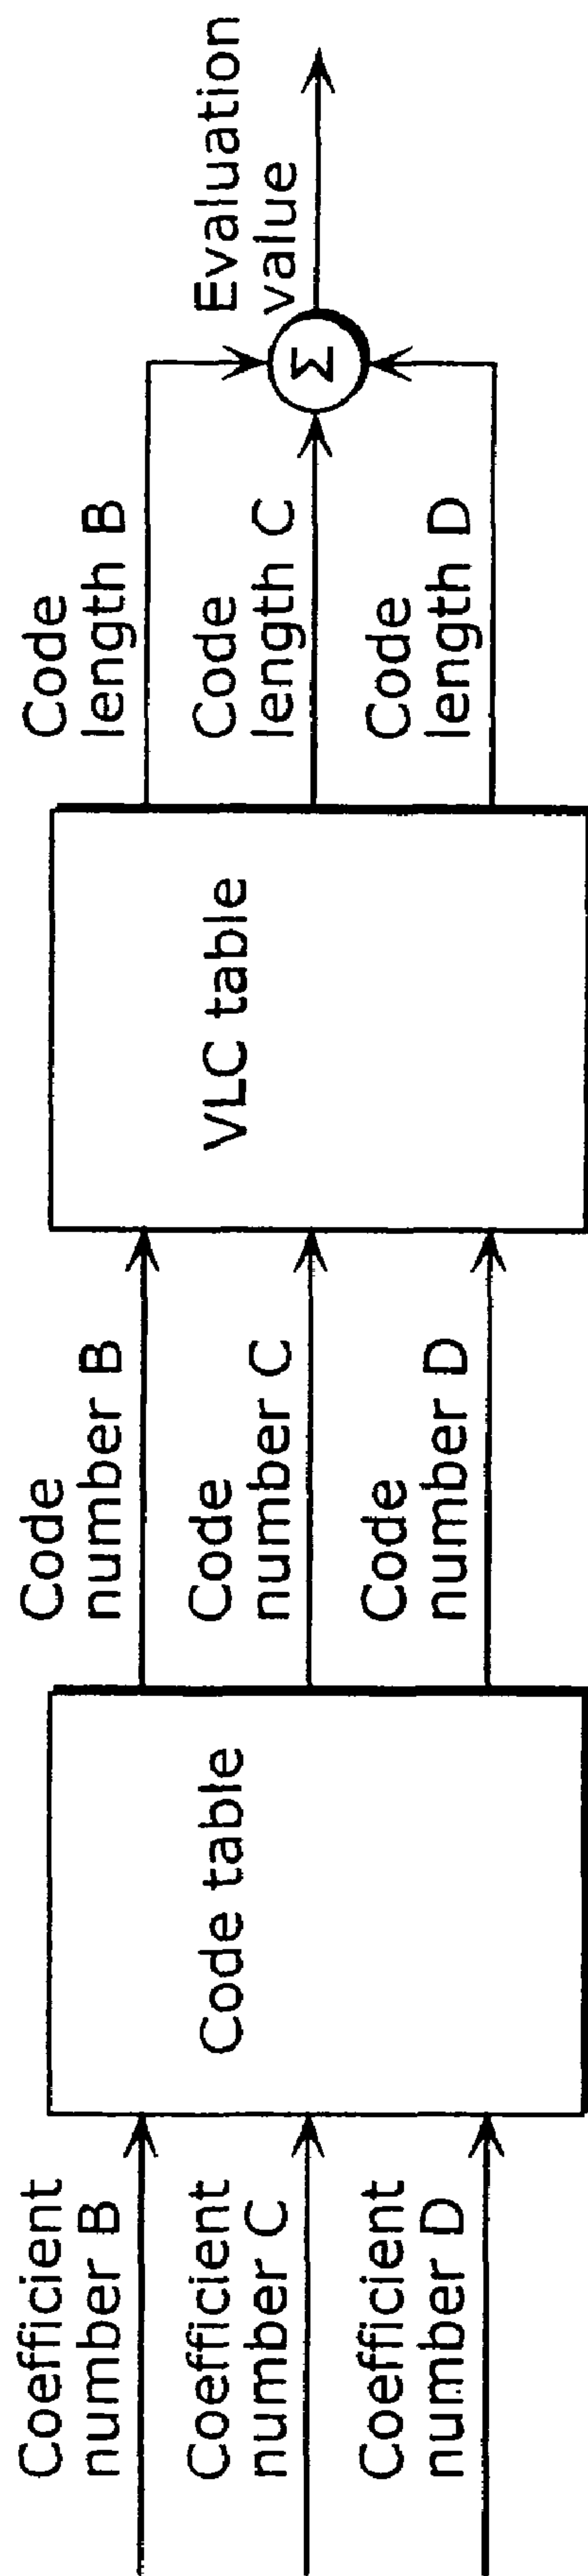 Coefficient
number B
Coefficient
number C
Coefficient
number D
Code table
Code
number B
Code
number C
Code
number D
VLC table
Code
length B
Code
length C
Code
length D
Σ
Evaluation
value